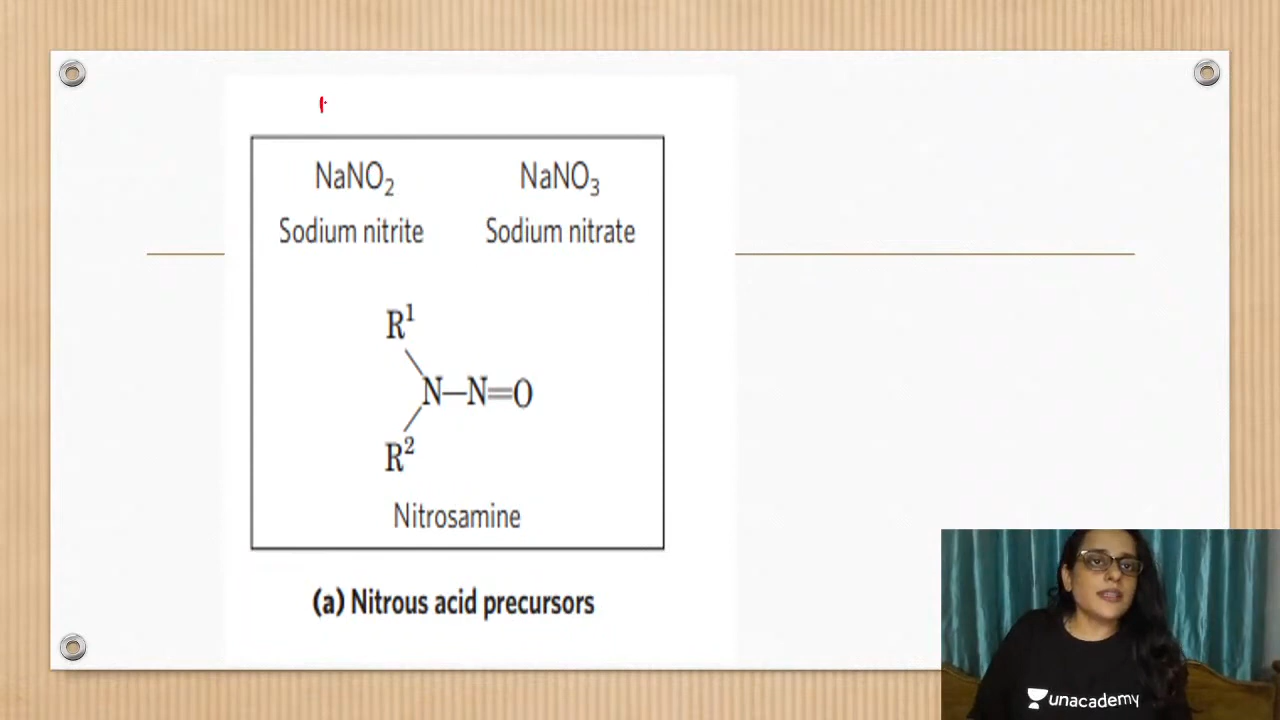 NaNO₂ NaNO₃
Sodium nitrite Sodium nitrate
R¹
N—N=O
R²
Nitrosamine
(a) Nitrous acid precursors
unacademy